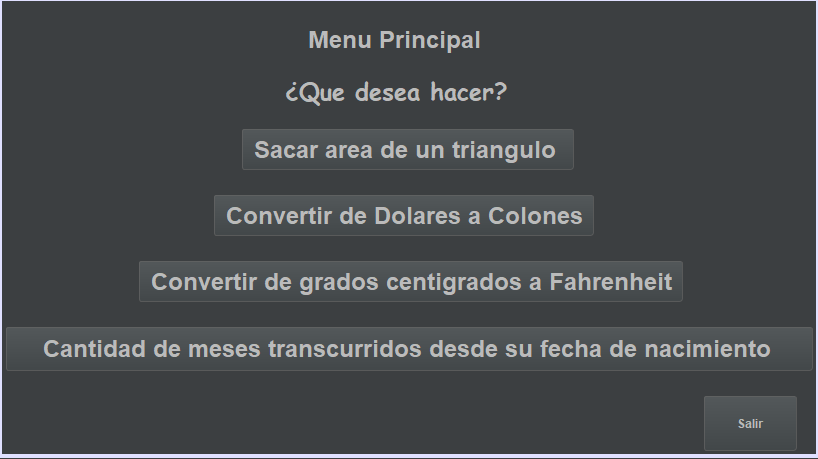 Menu Principal
¿Que desea hacer?
Sacar area de un triangulo
Convertir de Dolares a Colones
Convertir de grados centigrados a Fahrenheit
Cantidad de meses transcurridos desde su fecha de nacimiento
Salir